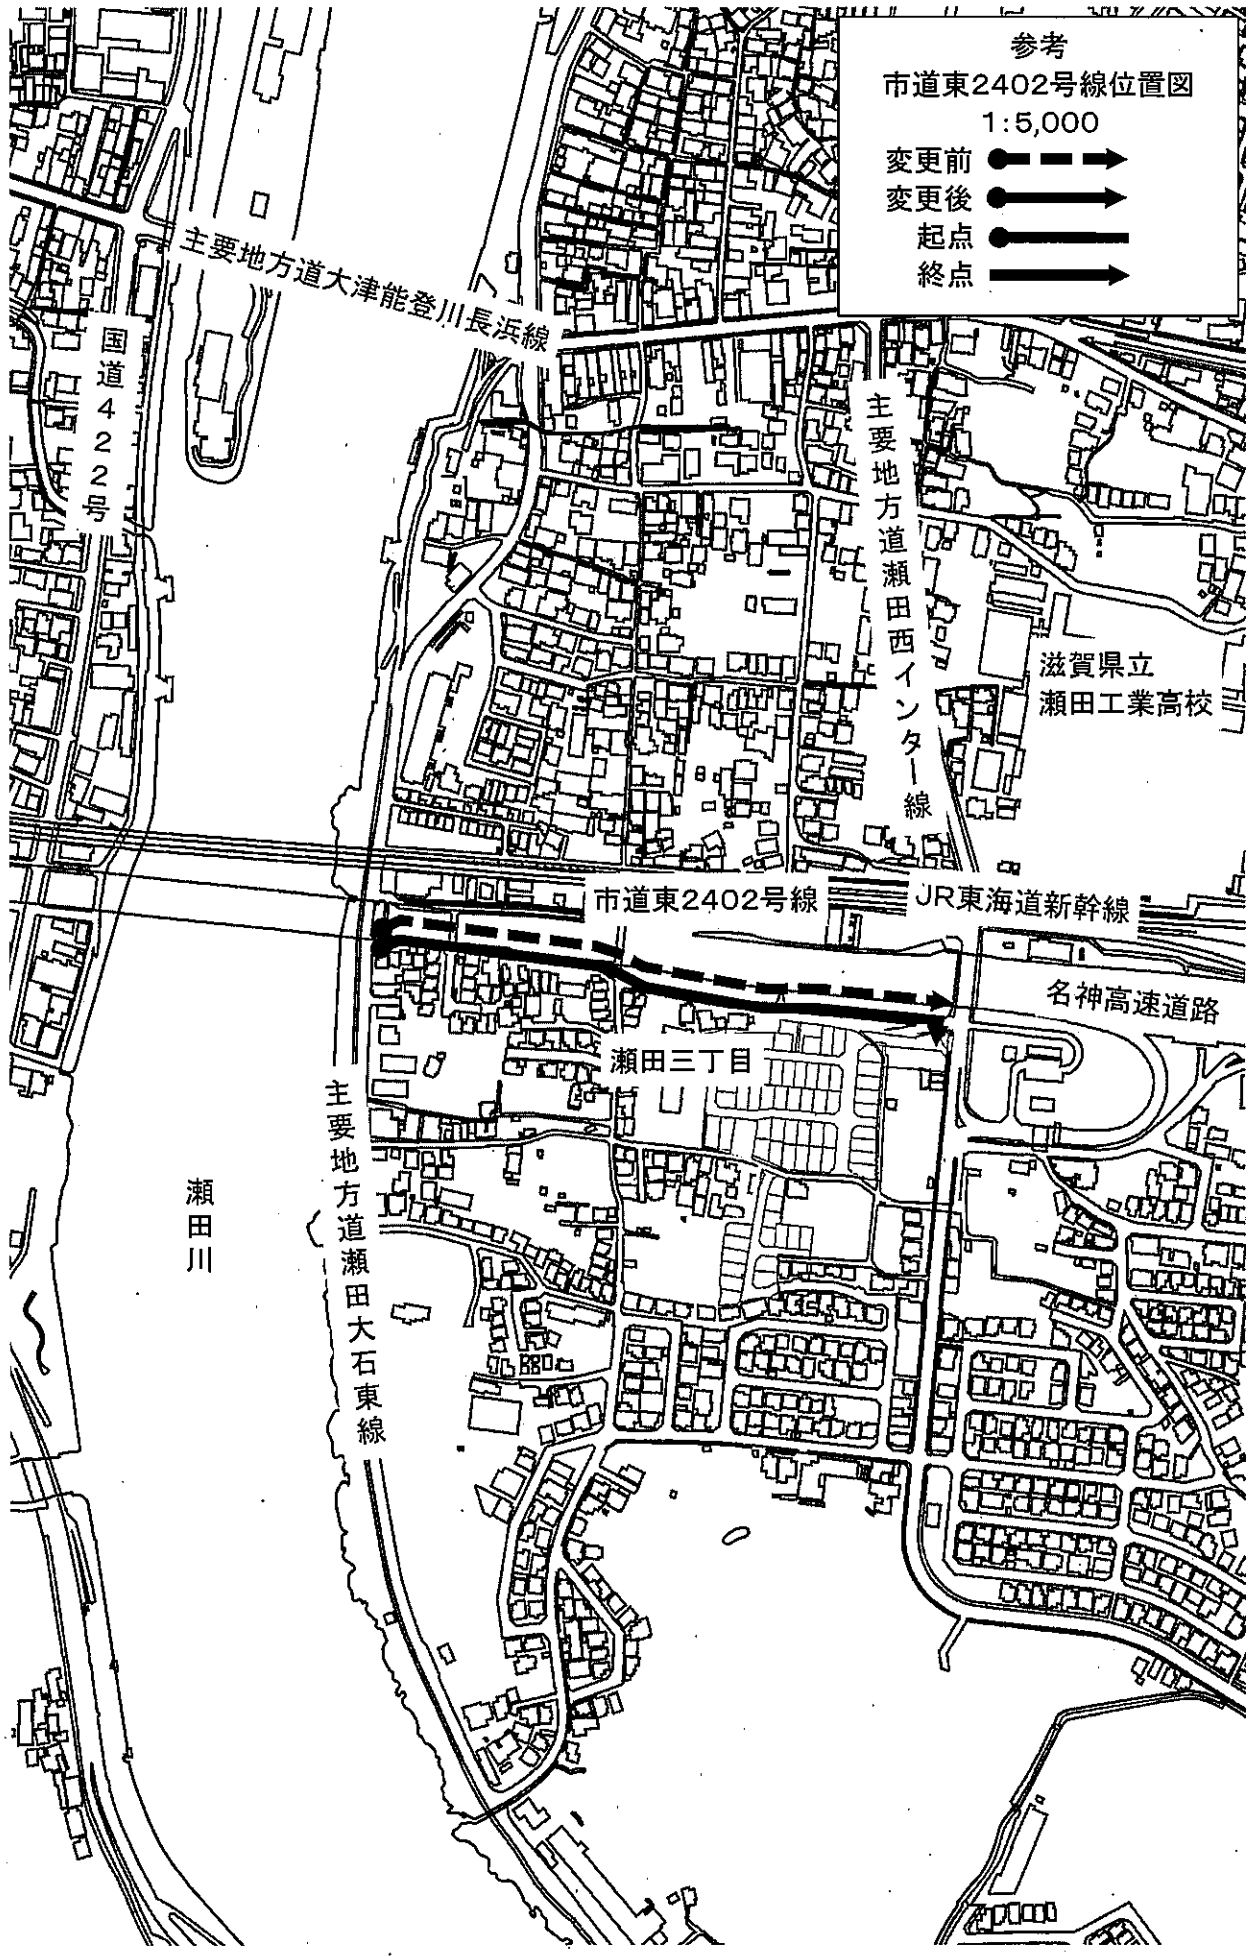 参考
市道東2402号線位置図
1:5,000
変更前
変更後
起点
終点
主要地方道大津能登川長浜線
国道422号
主要地方道瀬田西インター線
滋賀県立
瀬田工業高校
市道東2402号線
JR東海道新幹線
名神高速道路
瀬田三丁目
主要地方道瀬田大石東線
瀬田川